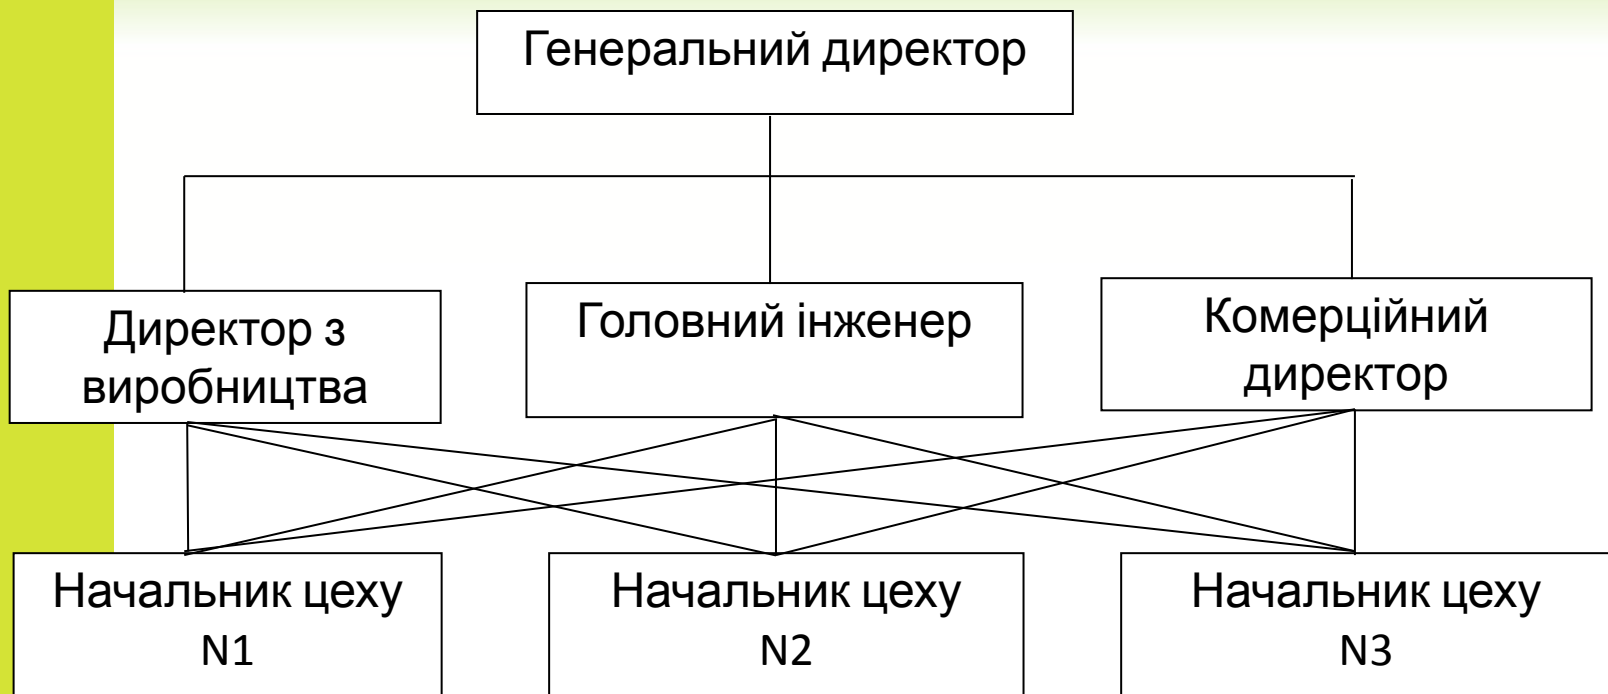 Генеральний директор
Директор з
виробництва
Головний інженер
Комерційний
директор
Начальник цеху
N1
Начальник цеху
N2
Начальник цеху
N3